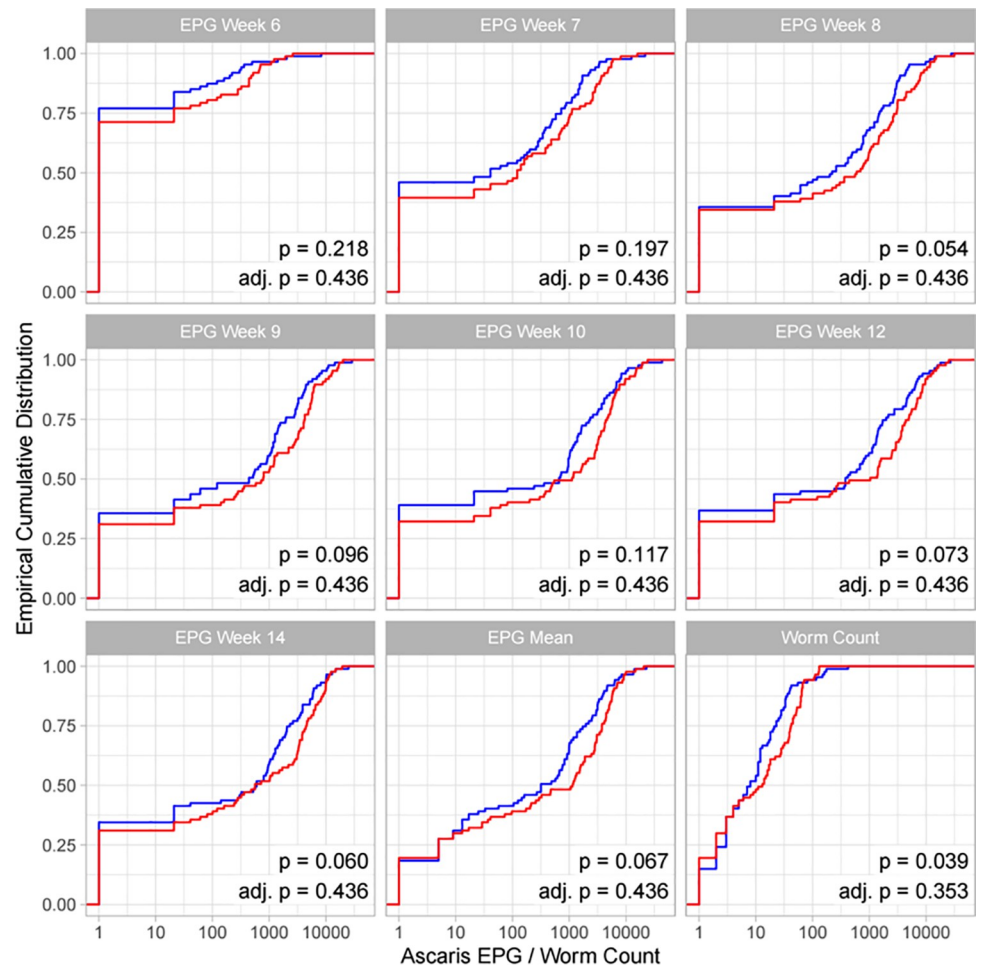 EPG Week 6 EPG Week 7 EPG Week 8
1.00
0.75
0.50
0.25
0.00
p = 0.218 p = 0.197 p = 0.054
adj. p = 0.436 adj. p = 0.436 adj. p = 0.436
Empirical Cumulative Distribution
EPG Week 9 EPG Week 10 EPG Week 12
1.00
0.75
0.50
0.25
0.00
p = 0.096 p = 0.117 p = 0.073
adj. p = 0.436 adj. p = 0.436 adj. p = 0.436
EPG Week 14 EPG Mean Worm Count
1.00
0.75
0.50
0.25
0.00
p = 0.060 p = 0.067 p = 0.039
adj. p = 0.436 adj. p = 0.436 adj. p = 0.353
1 10 100 1000 10000 1 10 100 1000 10000 1 10 100 1000 10000
Ascaris EPG / Worm Count